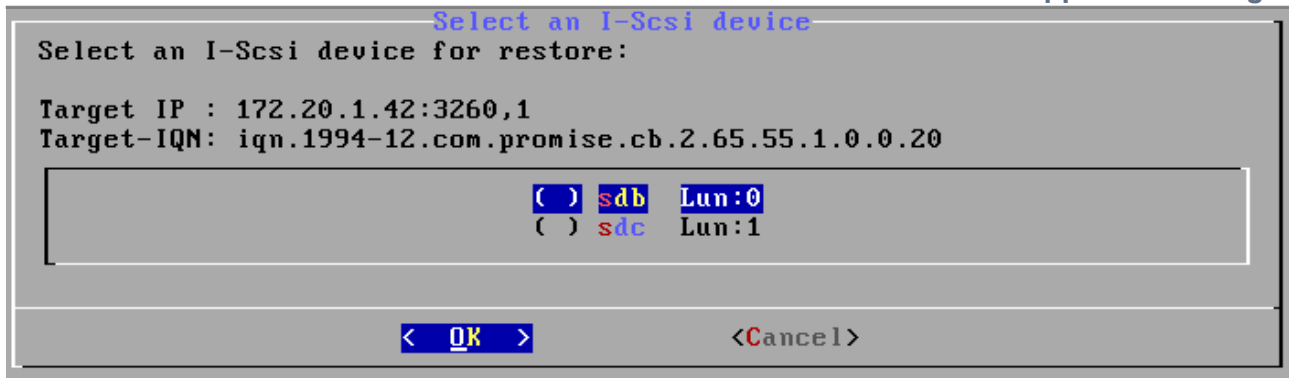 Select an I-Scsi device
Select an I-Scsi device for restore:
Target IP : 172.20.1.42:3260,1
Target-IQN: iqn.1994-12.com.promise.cb.2.65.55.1.0.0.20
( ) sdb Lun:0
( ) sdc Lun:1
< OK > <Cancel>